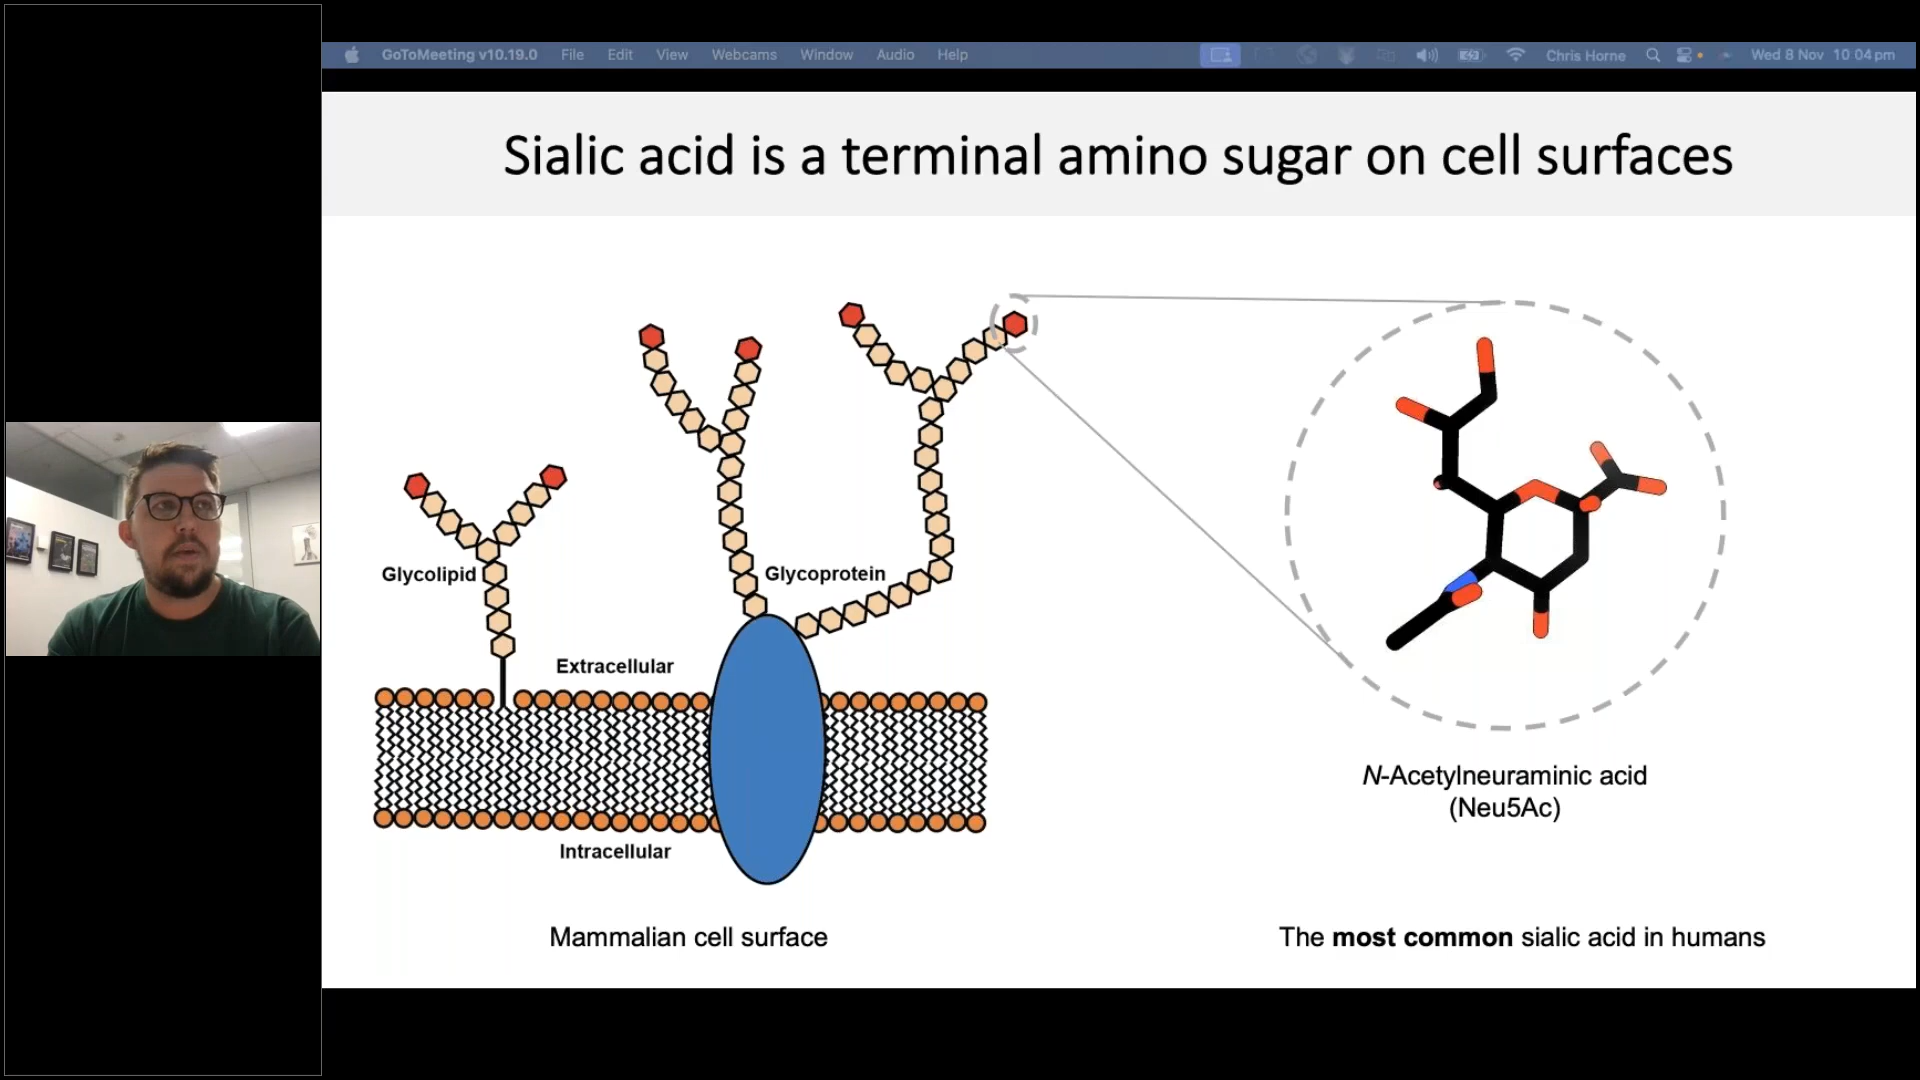 GoToMeeting v10.19.0 File Edit View Webcams Window Audio Help Chris Horne Wed 8 Nov 10 04 pm
Sialic acid is a terminal amino sugar on cell surfaces
Glycolipid
Glycoprotein
Extracellular
Intracellular
Mammalian cell surface
N-Acetylneuraminic acid
(Neu5Ac)
The most common sialic acid in humans